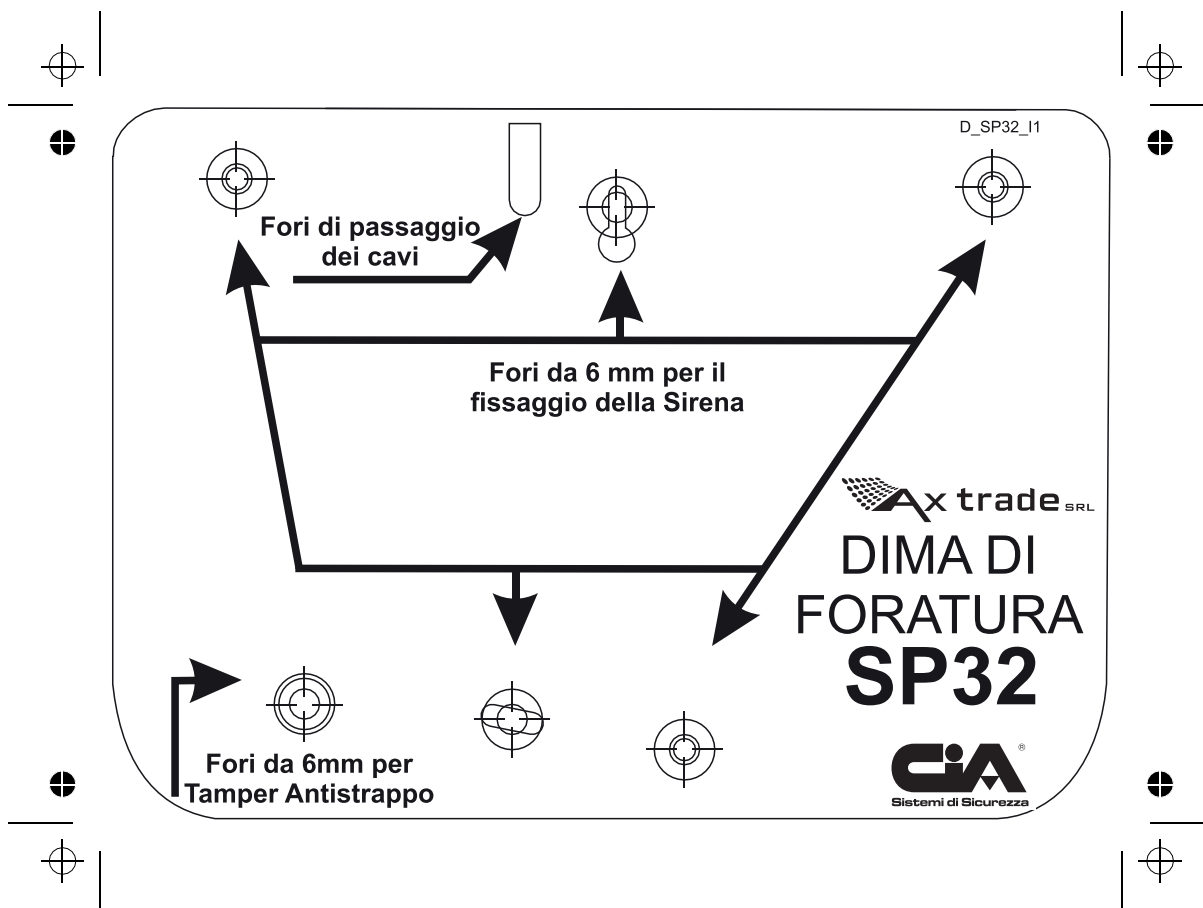 D_SP32_I1
Fori di passaggio
dei cavi
Fori da 6 mm per il
fissaggio della Sirena
Ax trade SRL
DIMA DI
FORATURA
SP32
Fori da 6mm per
Tamper Antistrappo
CiA ®
Sistemi di Sicurezza